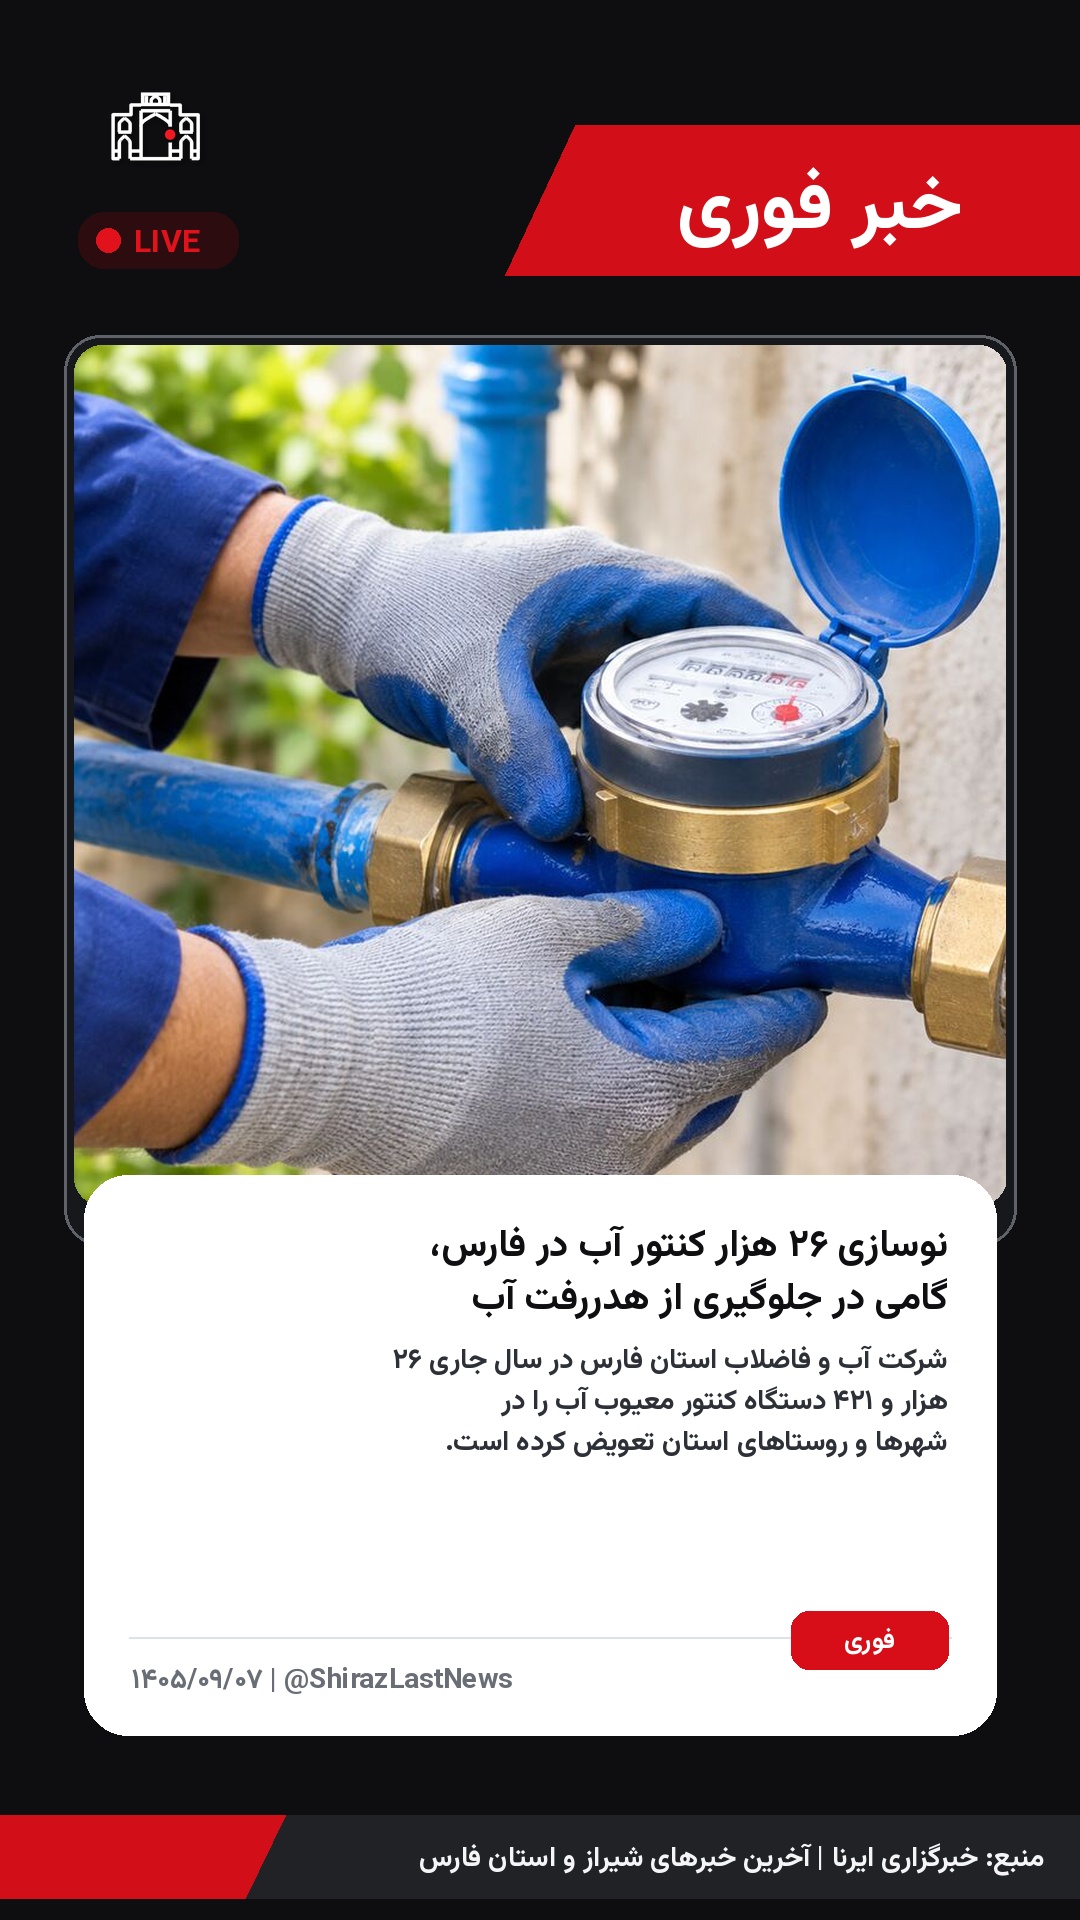 خبر فوری
LIVE
نوسازی ۲۶ هزار کنتور آب در فارس،
گامی در جلوگیری از هدررفت آب
شرکت آب و فاضلاب استان فارس در سال جاری ۲۶
هزار و ۴۲۱ دستگاه کنتور معیوب آب را در
شهرها و روستاهای استان تعویض کرده است.
فوری
۱۴۰۵/۰۹/۰۷ | @ShirazLastNews
منبع: خبرگزاری ایرنا | آخرین خبرهای شیراز و استان فارس